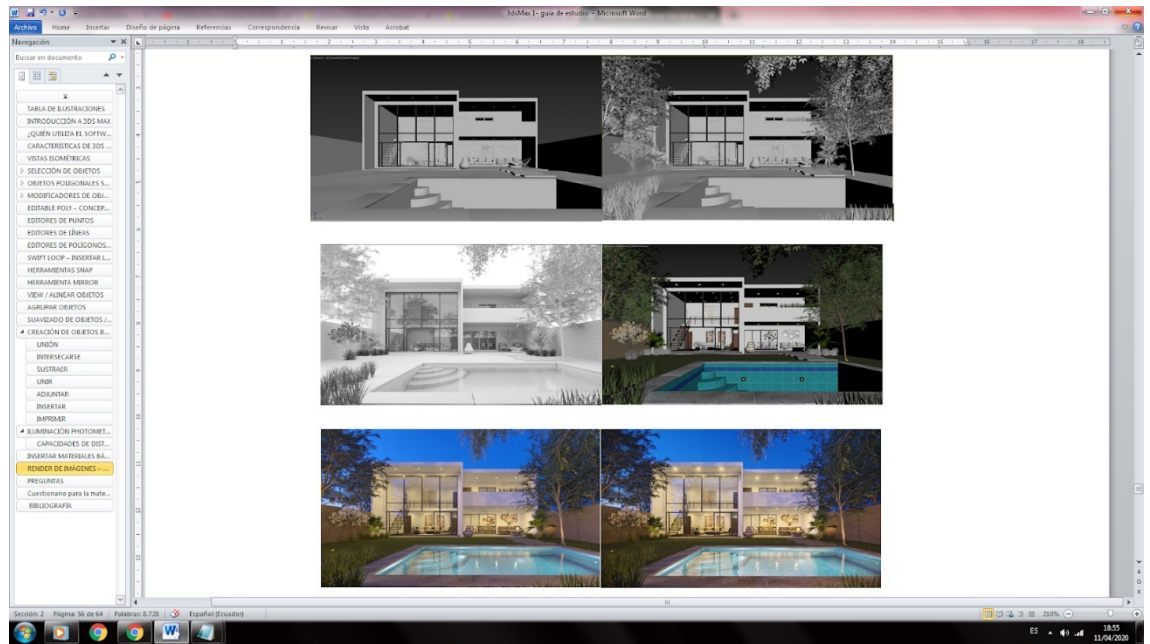 3dsMax 1- guia de estudio - Microsoft Word
Archivo Home Insertar Diseño de página Referencias Correspondencia Revisar Vista Acrobat
Navegación
Buscar en documento
TABLA DE ILUSTRACIONES
INTRODUCCIÓN A 3DS MAX
¿QUIÉN UTILIZA EL SOFTW...
CARACTERÍSTICAS DE 3DS ...
VISTAS ISOMÉTRICAS
SELECCIÓN DE OBJETOS
OBJETOS POLIGONALES S...
MODIFICADORES DE OBJ...
EDITABLE POLY – CONCEP...
EDITORES DE PUNTOS
EDITORES DE LÍNEAS
EDITORES DE POLÍGONOS...
SWIFT LOOP – INSERTAR L...
HERRAMIENTAS SNAP
HERRAMIENTA MIRROR
VIEW / ALINEAR OBJETOS
AGRUPAR OBJETOS
SUAVIZADO DE OBJETOS /...
CREACIÓN DE OBJETOS B...
UNIÓN
INTERSECARSE
SUSTRAER
UNIR
ADJUNTAR
INSERTAR
IMPRIMIR
ILUMINACIÓN PHOTOMET...
CAPACIDADES DE DIST...
INSERTAR MATERIALES BÁ...
RENDER DE IMÁGENES – ...
PREGUNTAS
Cuestionario para la mate...
BIBLIOGRAFÍA
Sección: 2 Página: 56 de 64 Palabras: 8.728 Español (Ecuador) 210%
ES 18:55
11/04/2020